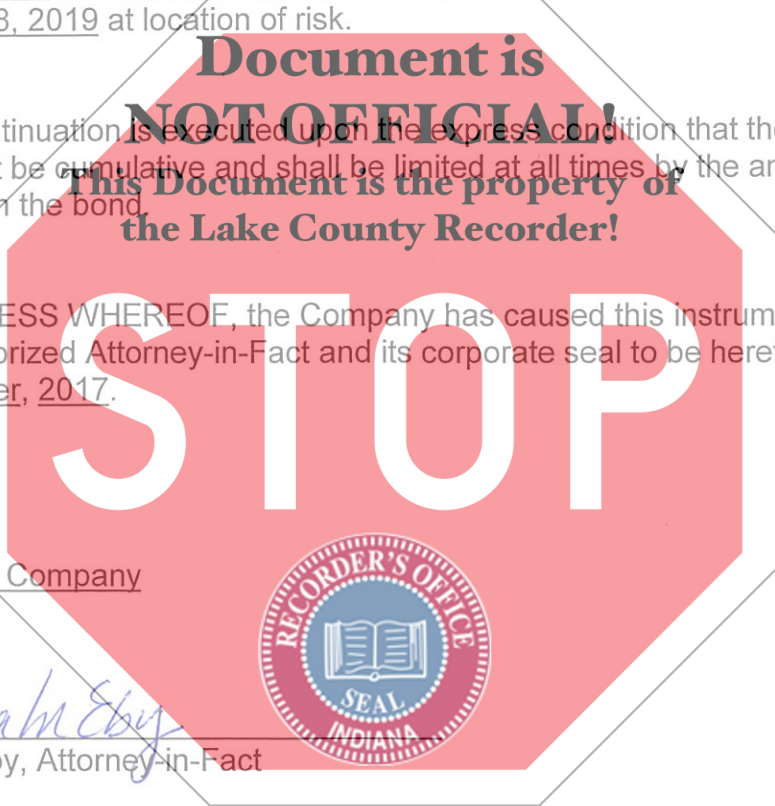 8, 2019 at location of risk.
Document is
NOT OFFICIAL!
tinuation is executed upon the express condition that the
be cumulative and shall be limited at all times by the
This Document is the property of
the bond
the Lake County Recorder!
ESS WHEREOF, the Company has caused this instrum
orized Attorney-in-Fact and its corporate seal to be heret
er, 2017.
STOP
Company
RECORDER'S OFFICE
SEAL
INDIANA
Eby
by, Attorney-in-Fact